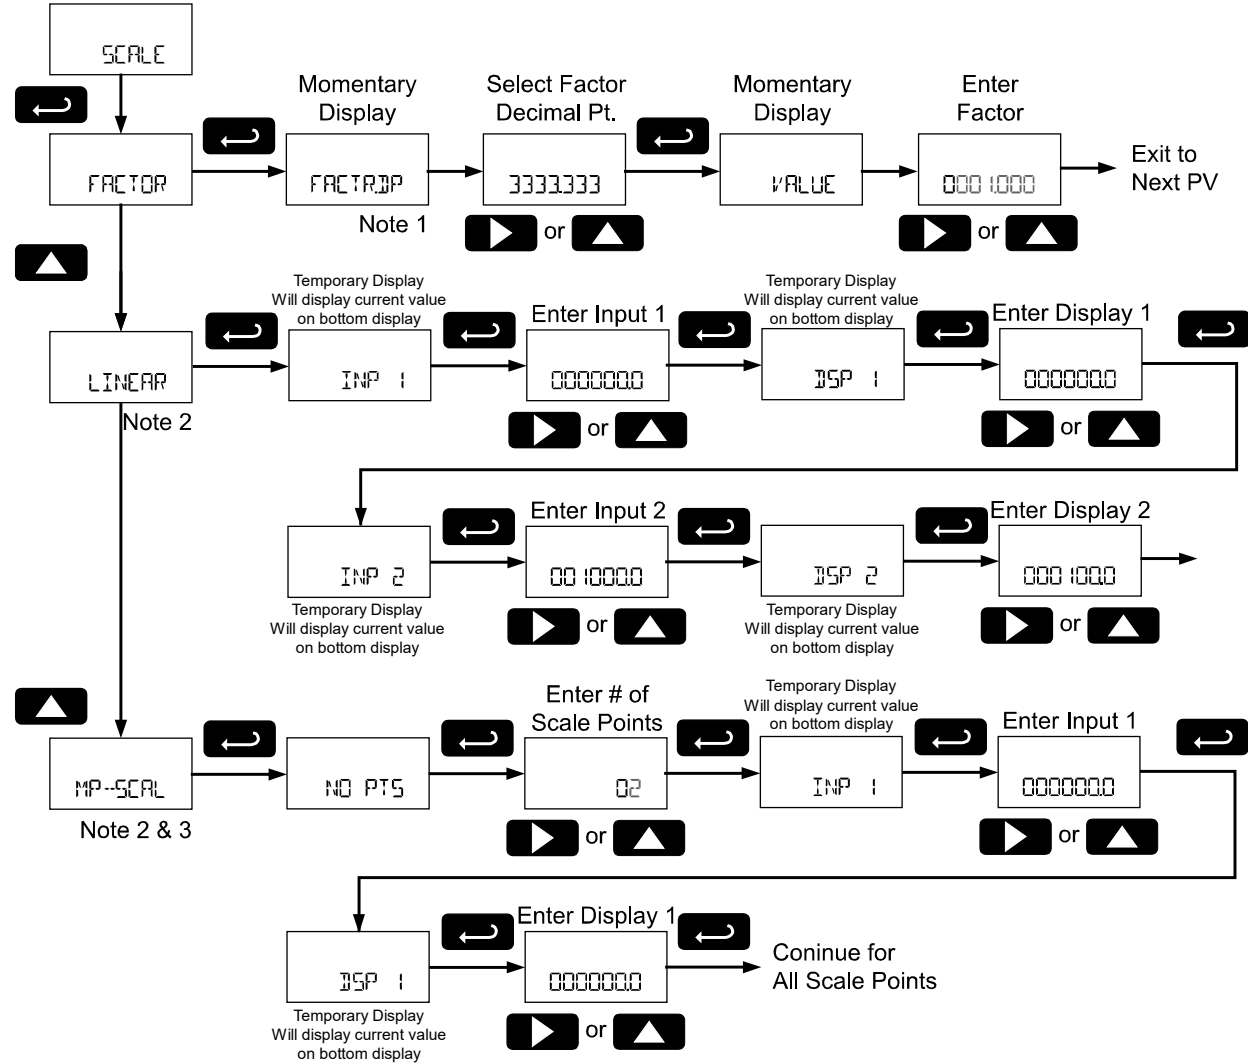 SCALE
Momentary
Display
Select Factor
Decimal Pt.
Momentary
Display
Enter
Factor
FACTOR
FACTR.DP
3333.333
VALUE
0001.000
Exit to
Next PV
Note 1
or
or
Temporary Display
Will display current value
on bottom display
Enter Input 1
Temporary Display
Will display current value
on bottom display
Enter Display 1
LINEAR
INP 1
000000.0
DSP 1
000000.0
Note 2
or
or
Enter Input 2
Enter Display 2
INP 2
001000.0
DSP 2
000100.0
Temporary Display
Will display current value
on bottom display
or
Temporary Display
Will display current value
on bottom display
or
Enter # of
Scale Points
Temporary Display
Will display current value
on bottom display
Enter Input 1
MP--SCAL
NO PTS
02
INP 1
000000.0
Note 2 & 3
or
or
Enter Display 1
DSP 1
000000.0
Coninue for
All Scale Points
Temporary Display
Will display current value
on bottom display
or